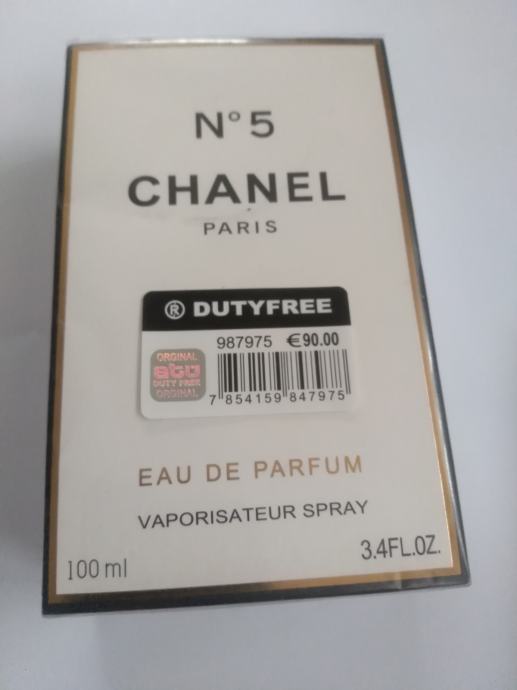 N° 5
CHANEL
PARIS
® DUTYFREE
987975 €90.00
ORGINAL
atu
DUTY FREE
ORGINAL
7 854159 847975
EAU DE PARFUM
VAPORISATEUR SPRAY
100 ml
3.4FL.OZ.